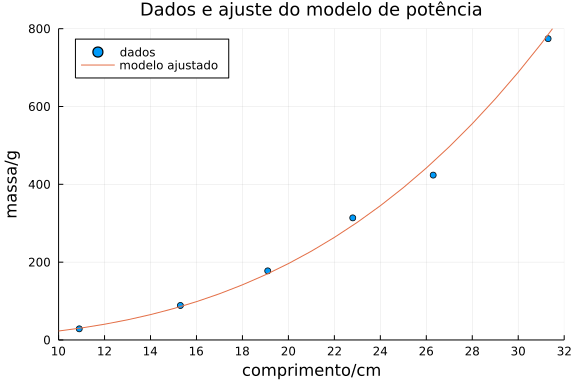 Dados e ajuste do modelo de potência
dados
modelo ajustado
massa/g
800
600
400
200
0
10 12 14 16 18 20 22 24 26 28 30 32
comprimento/cm